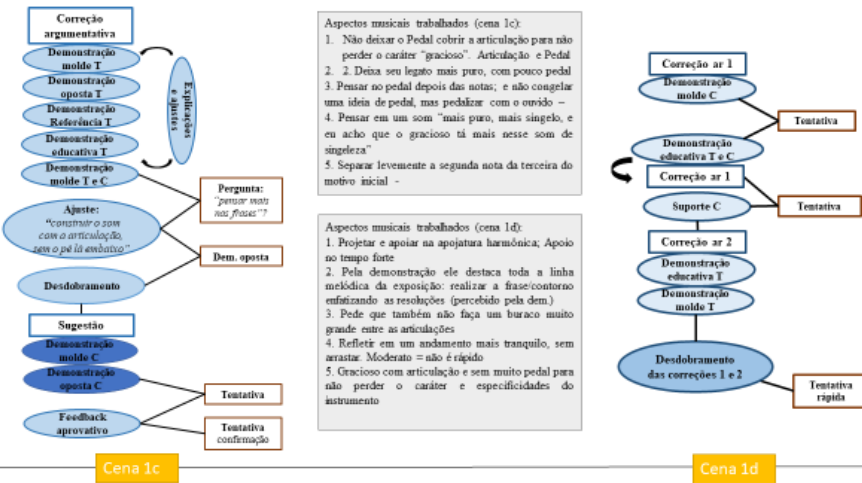 Correção
argumentativa
Demonstração
molde T
Demonstração
oposta T
Demonstração
Referência T
Demonstração
educativa T
Demonstração
molde T e C
Explicações
e ajustes
Ajuste:
"construir o som
com a articulação,
sem o pé lá embaixo"
Pergunta:
"pensar mais
nas frases"?
Dem. oposta
Desdobramento
Sugestão
Demonstração
molde C
Demonstração
oposta C
Feedback
aprovativo
Tentativa
Tentativa
confirmação
Cena 1c
Aspectos musicais trabalhados (cena 1c):
1. Não deixar o Pedal cobrir a articulação para não
perder o caráter "gracioso". Articulação e Pedal
2. 2. Deixa seu legato mais puro, com pouco pedal
3. Pensar no pedal depois das notas; e não congelar
uma ideia de pedal, mas pedalizar com o ouvido –
4. Pensar em um som "mais puro, mais singelo, e
eu acho que o gracioso tá mais nesse som de
singeleza"
5. Separar levemente a segunda nota da terceira do
motivo inicial -
Aspectos musicais trabalhados (cena 1d):
1. Projetar e apoiar na apojatura harmônica; Apoio
no tempo forte
2. Pela demonstração ele destaca toda a linha
melódica da exposição: realizar a frase/contorno
enfatizando as resoluções (percebido pela dem.)
3. Pede que também não faça um buraco muito
grande entre as articulações
4. Refletir em um andamento mais tranquilo, sem
arrastar. Moderato = não é rápido
5. Gracioso com articulação e sem muito pedal para
não perder o caráter e especificidades do
instrumento
Correção ar 1
Demonstração
molde C
Tentativa
Demonstração
educativa T e C
Correção ar 1
Suporte C
Tentativa
Correção ar 2
Demonstração
educativa T
Demonstração
molde T
Desdobramento
das correções 1 e 2
Tentativa
rápida
Cena 1d